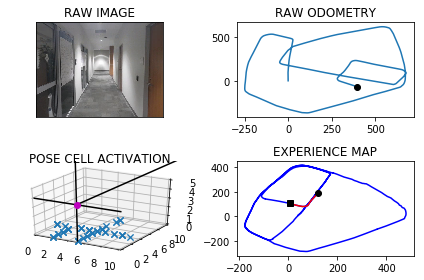 RAW IMAGE
RAW ODOMETRY
500
0
-250 0 250 500
POSE CELL ACTIVATION
5
4
3
2
1
0
0 2 4 6 8 10
0 2 4 6 8 10
EXPERIENCE MAP
400
200
0
-200
-200 0 200 400